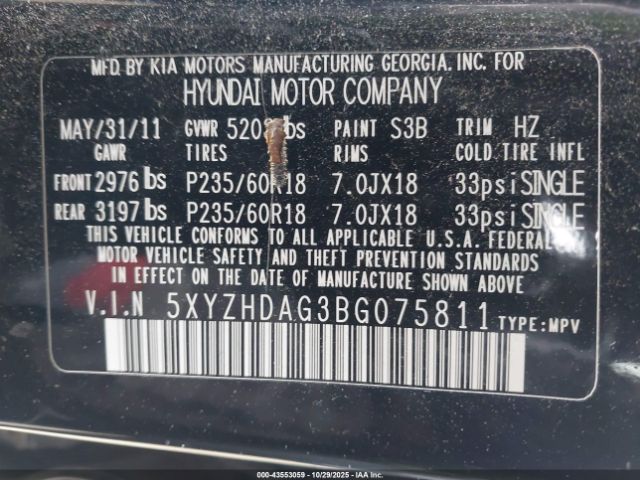 MFD. BY KIA MOTORS MANUFACTURING GEORGIA. INC. FOR
HYUNDAI MOTOR COMPANY
MAY/31/11 GVWR lbs PAINT S3B TRIM HZ
GAWR TIRES RIMS COLD TIRE INFL
FRONT 2976 lbs P235/60R18 7.0JX18 33psi SINGLE
REAR 3197 lbs P235/60R18 7.0JX18 33psi SINGLE
THIS VEHICLE CONFORMS TO ALL APPLICABLE U.S.A. FEDERAL
MOTOR VEHICLE SAFETY AND THEFT PREVENTION STANDARDS
IN EFFECT ON THE DATE OF MANUFACTURE SHOWN ABOVE.
V.I.N 5XYZHDAG3BG075811 TYPE:MPV
000-43553059 - 10/29/2025 - IAA Inc.